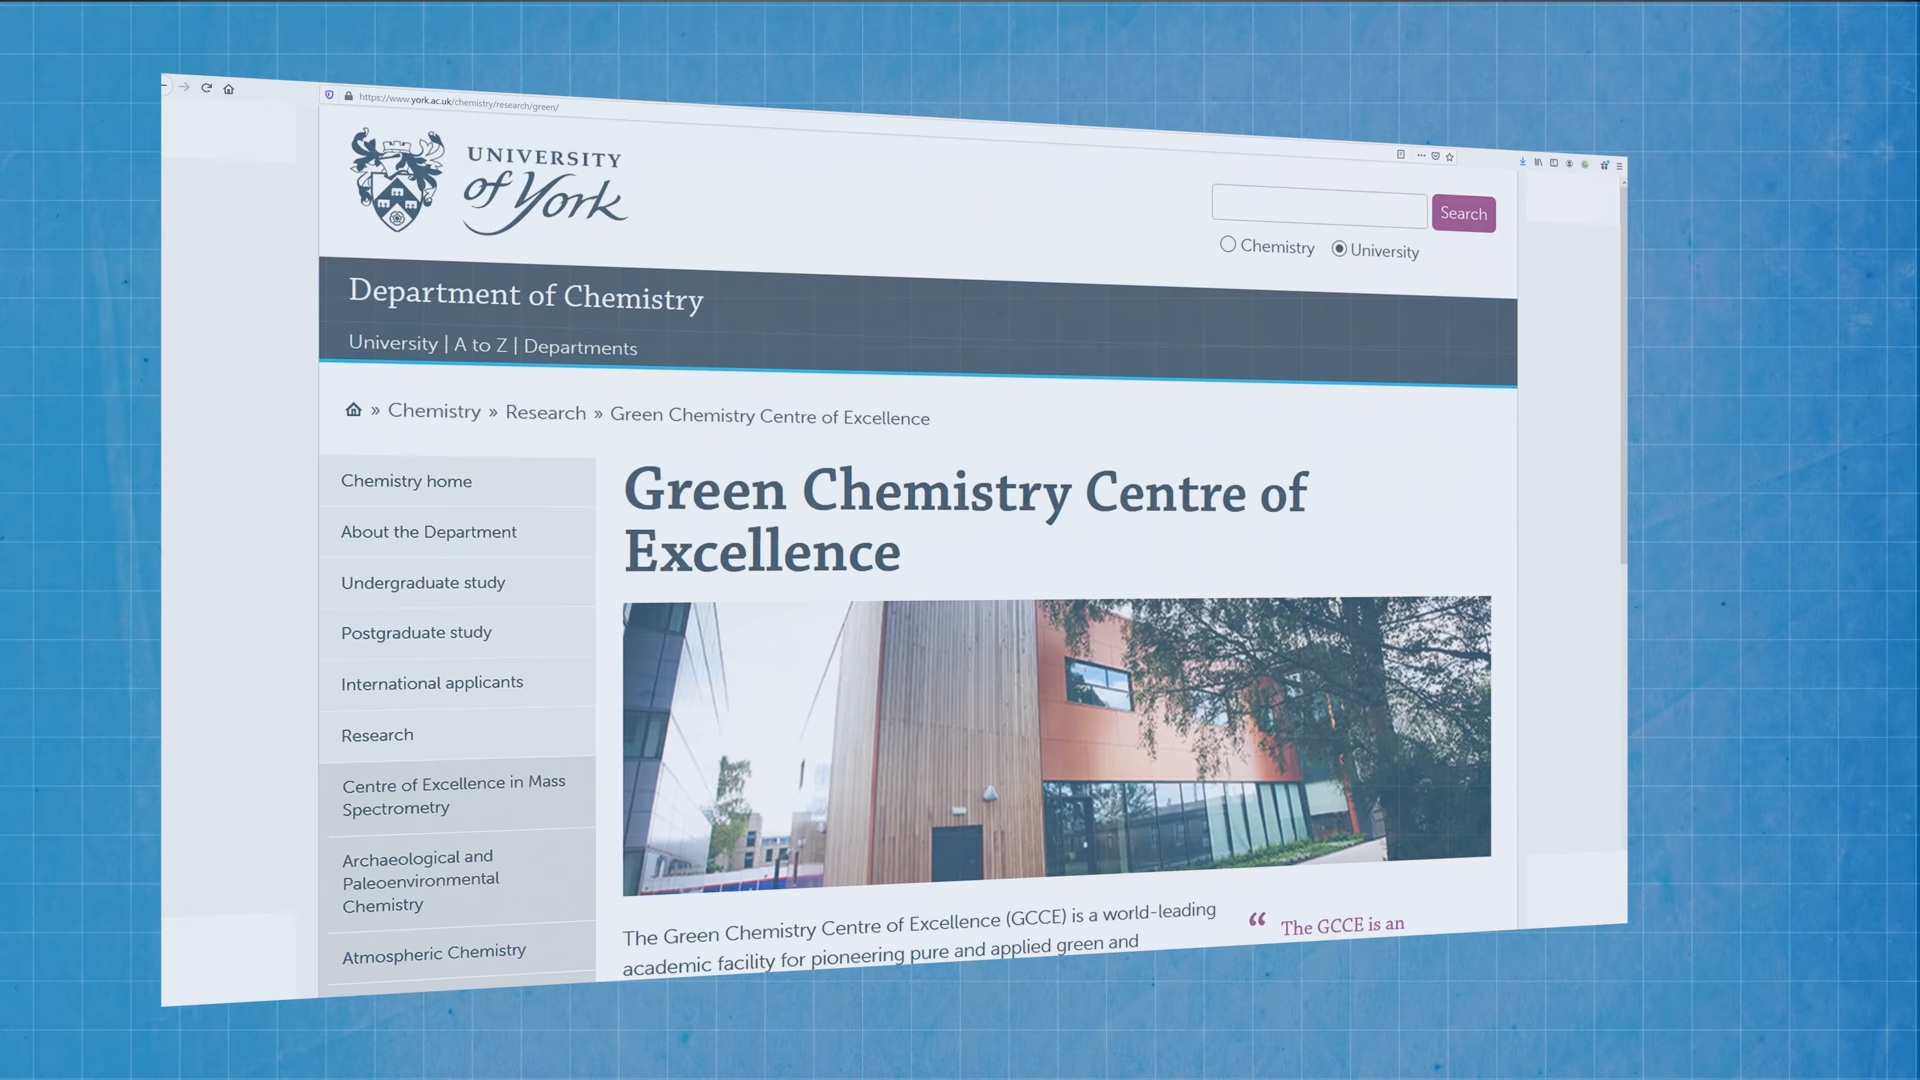 https://www.york.ac.uk/chemistry/research/green/
UNIVERSITY
of York
Search
Chemistry University
Department of Chemistry
University | A to Z | Departments
» Chemistry » Research » Green Chemistry Centre of Excellence
Chemistry home
About the Department
Undergraduate study
Postgraduate study
International applicants
Research
Centre of Excellence in Mass
Spectrometry
Archaeological and
Paleoenvironmental
Chemistry
Atmospheric Chemistry
Green Chemistry Centre of
Excellence
The Green Chemistry Centre of Excellence (GCCE) is a world-leading
academic facility for pioneering pure and applied green and
“ The GCCE is an